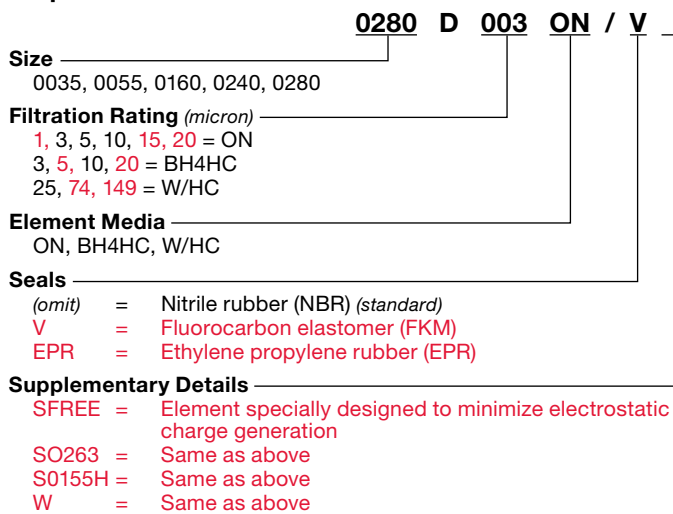 0280 D 003 ON / V
Size
0035, 0055, 0160, 0240, 0280
Filtration Rating (micron)
1, 3, 5, 10, 15, 20 = ON
3, 5, 10, 20 = BH4HC
25, 74, 149 = W/HC
Element Media
ON, BH4HC, W/HC
Seals
(omit) = Nitrile rubber (NBR) (standard)
V = Fluorocarbon elastomer (FKM)
EPR = Ethylene propylene rubber (EPR)
Supplementary Details
SFREE = Element specially designed to minimize electrostatic
charge generation
SO263 = Same as above
S0155H = Same as above
W = Same as above